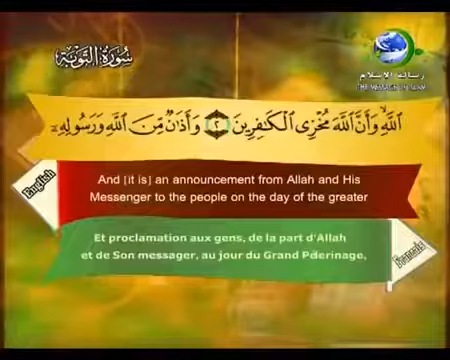 سُورَةُ التَّوْبَةِ
رسالة الإسلام
THE MESSAGE of ISLAM
ٱللَّهِ وَأَنَّ ٱللَّهَ مُخْزِى ٱلْكَٰفِرِينَ ٢ وَأَذَٰنٌ مِّنَ ٱللَّهِ وَرَسُولِهِۦٓ
English
And [it is] an announcement from Allah and His
Messenger to the people on the day of the greater
Et proclamation aux gens, de la part d'Allah
et de Son messager, au jour du Grand Pèlerinage,
Français